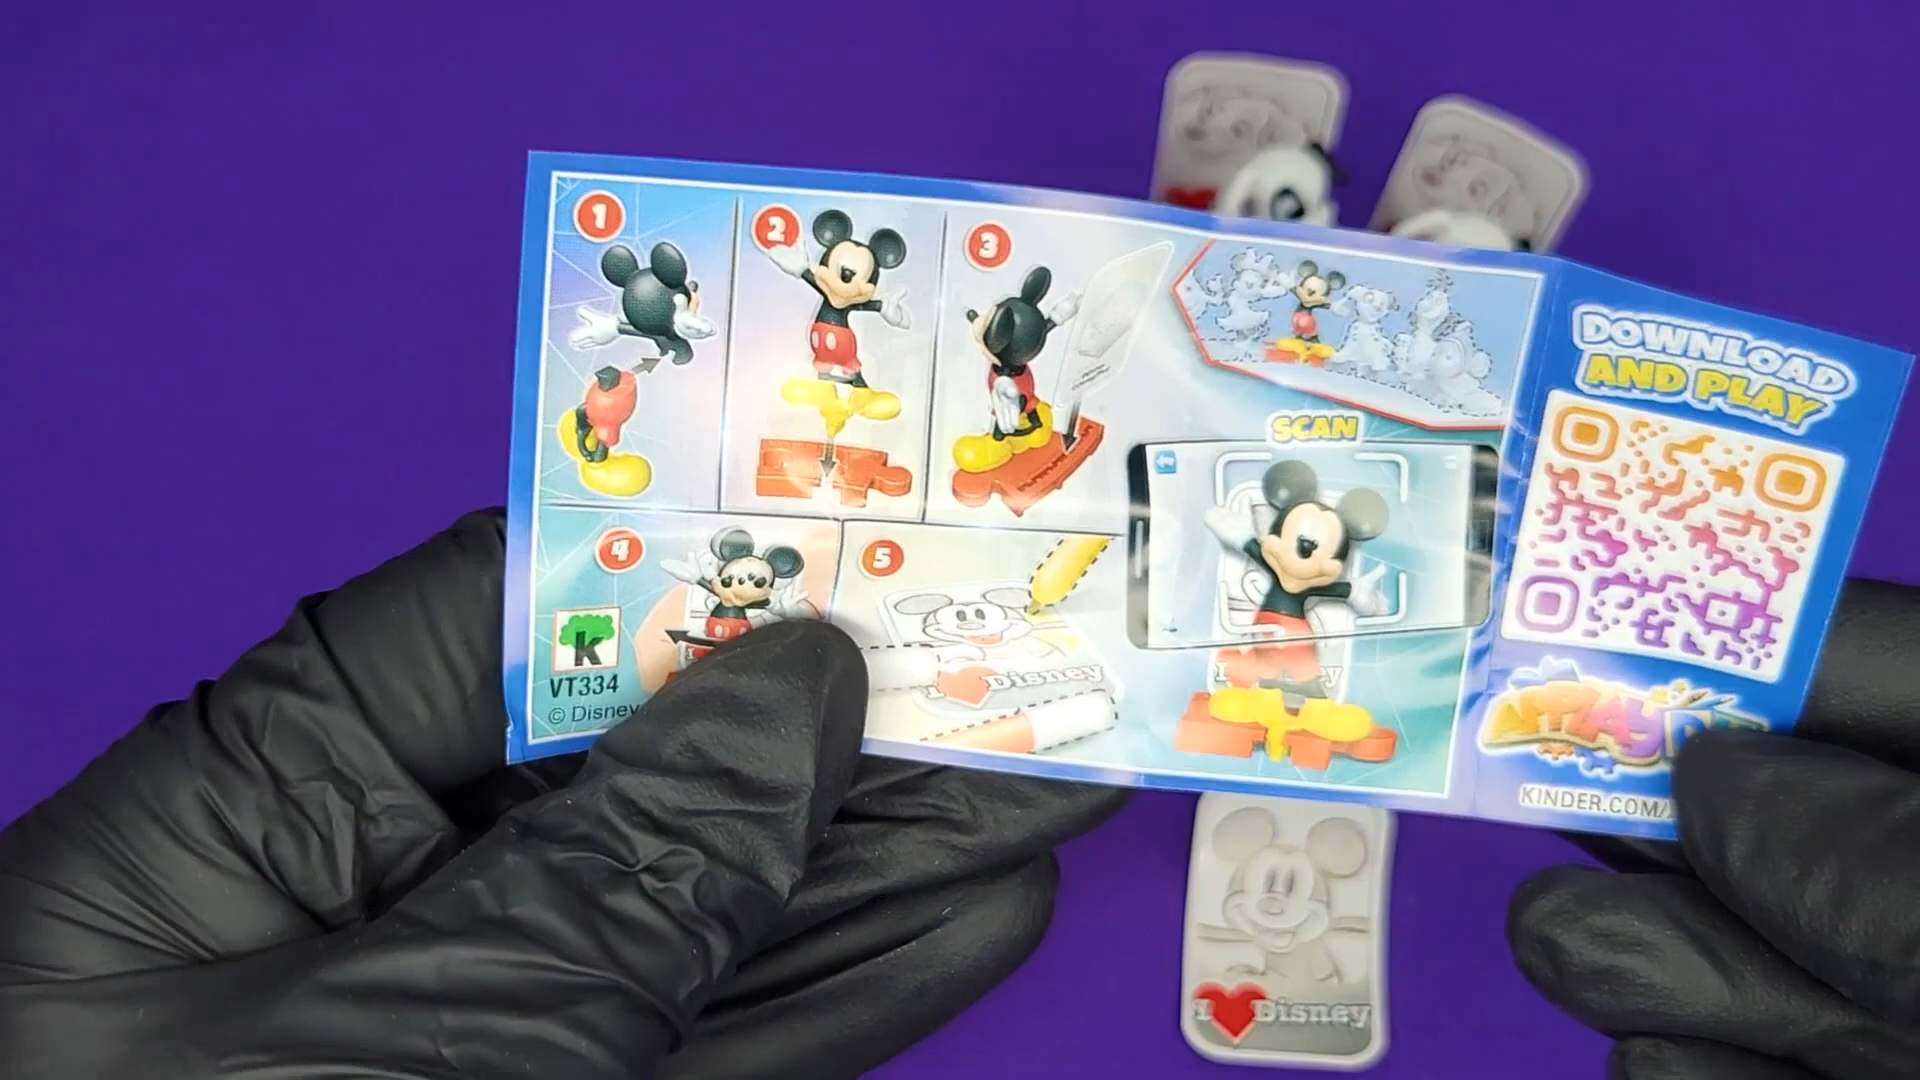 1
2
3
4
5
k
VT334
© Disney
I Disney
SCAN
DOWNLOAD
AND PLAY
KINDER.COM/
I Disney